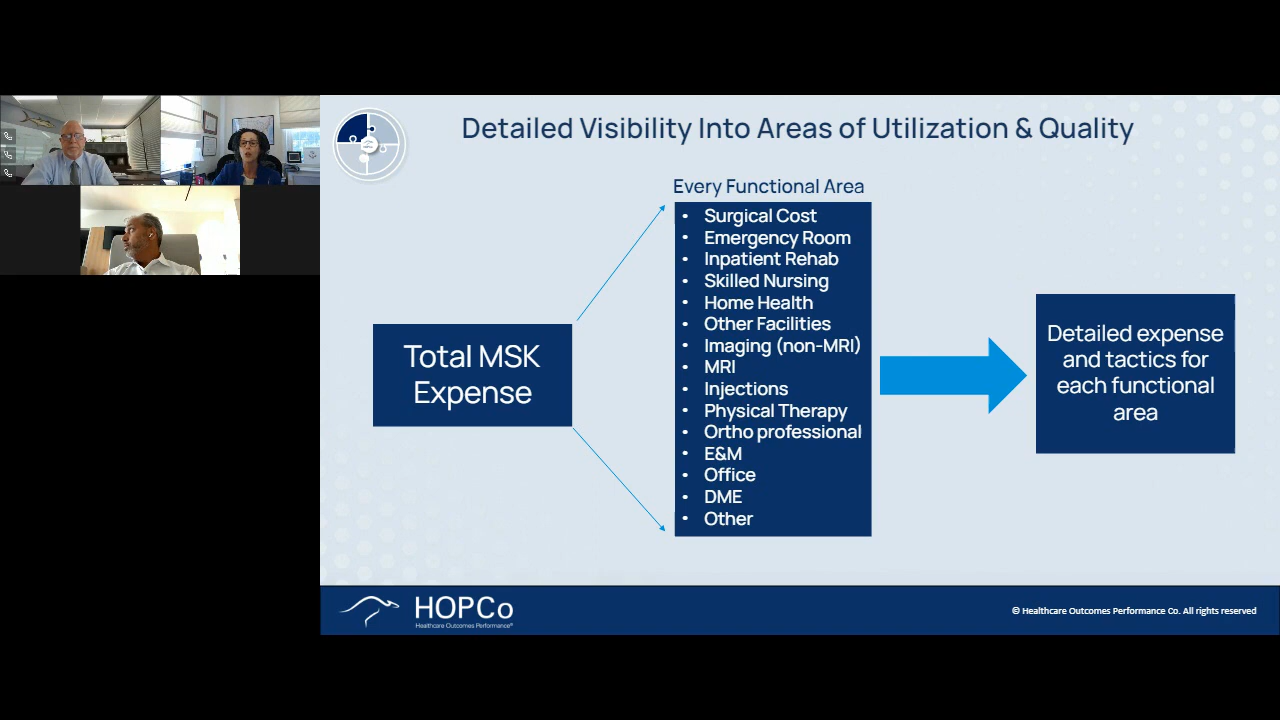 Detailed Visibility Into Areas of Utilization & Quality
Every Functional Area
Total MSK
Expense
• Surgical Cost
• Emergency Room
• Inpatient Rehab
• Skilled Nursing
• Home Health
• Other Facilities
• Imaging (non-MRI)
• MRI
• Injections
• Physical Therapy
• Ortho professional
• E&M
• Office
• DME
• Other
Detailed expense
and tactics for
each functional
area
HOPCo
Healthcare Outcomes Performance®
© Healthcare Outcomes Performance Co. All rights reserved